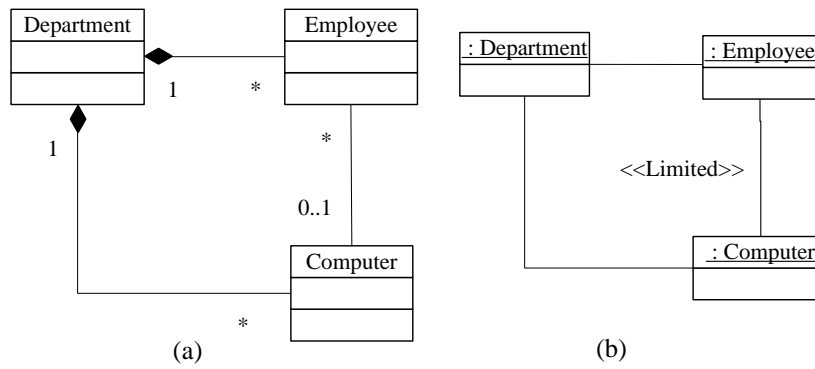 Department
Employee
1
*
1
*
0..1
Computer
*
(a)
: Department
: Employee
<<Limited>>
: Computer
(b)